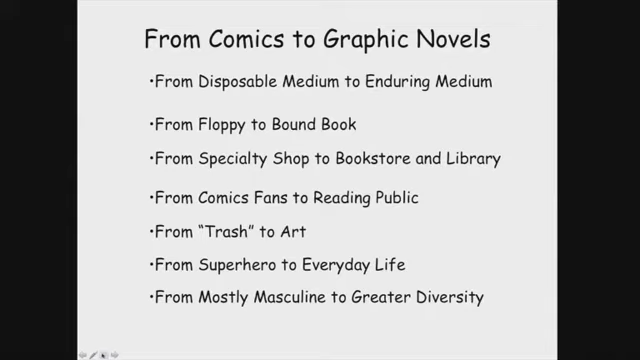 From Comics to Graphic Novels
•From Disposable Medium to Enduring Medium
•From Floppy to Bound Book
•From Specialty Shop to Bookstore and Library
•From Comics Fans to Reading Public
•From “Trash” to Art
•From Superhero to Everyday Life
•From Mostly Masculine to Greater Diversity